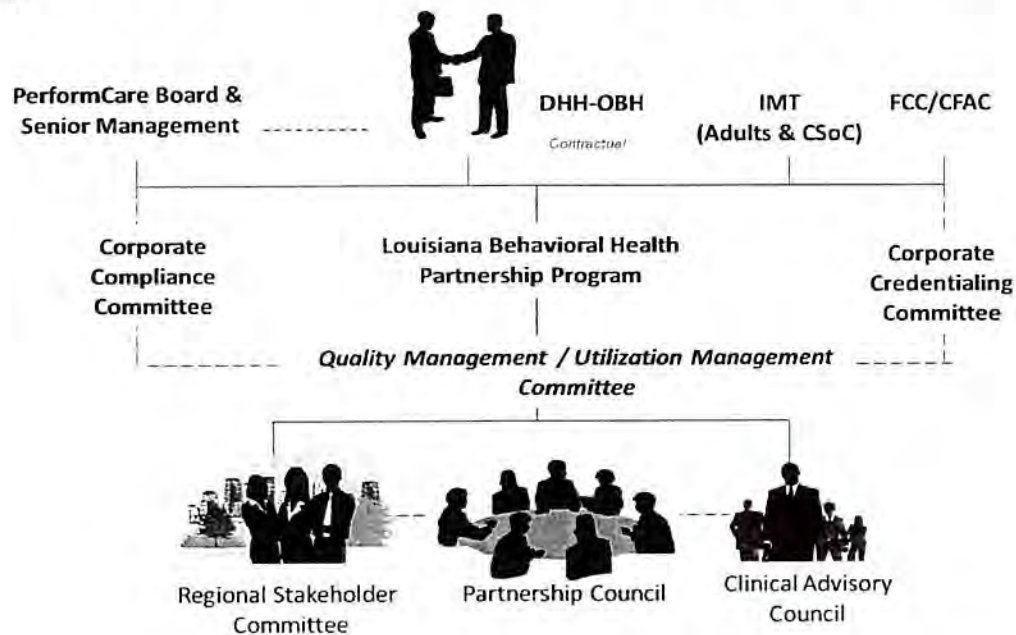 PerformCare Board &
Senior Management
DHH-OBH
Contractual
IMT
(Adults & CSoC)
FCC/CFAC
Corporate
Compliance
Committee
Louisiana Behavioral Health
Partnership Program
Corporate
Credentialing
Committee
Quality Management / Utilization Management
Committee
Regional Stakeholder
Committee
Partnership Council
Clinical Advisory
Council